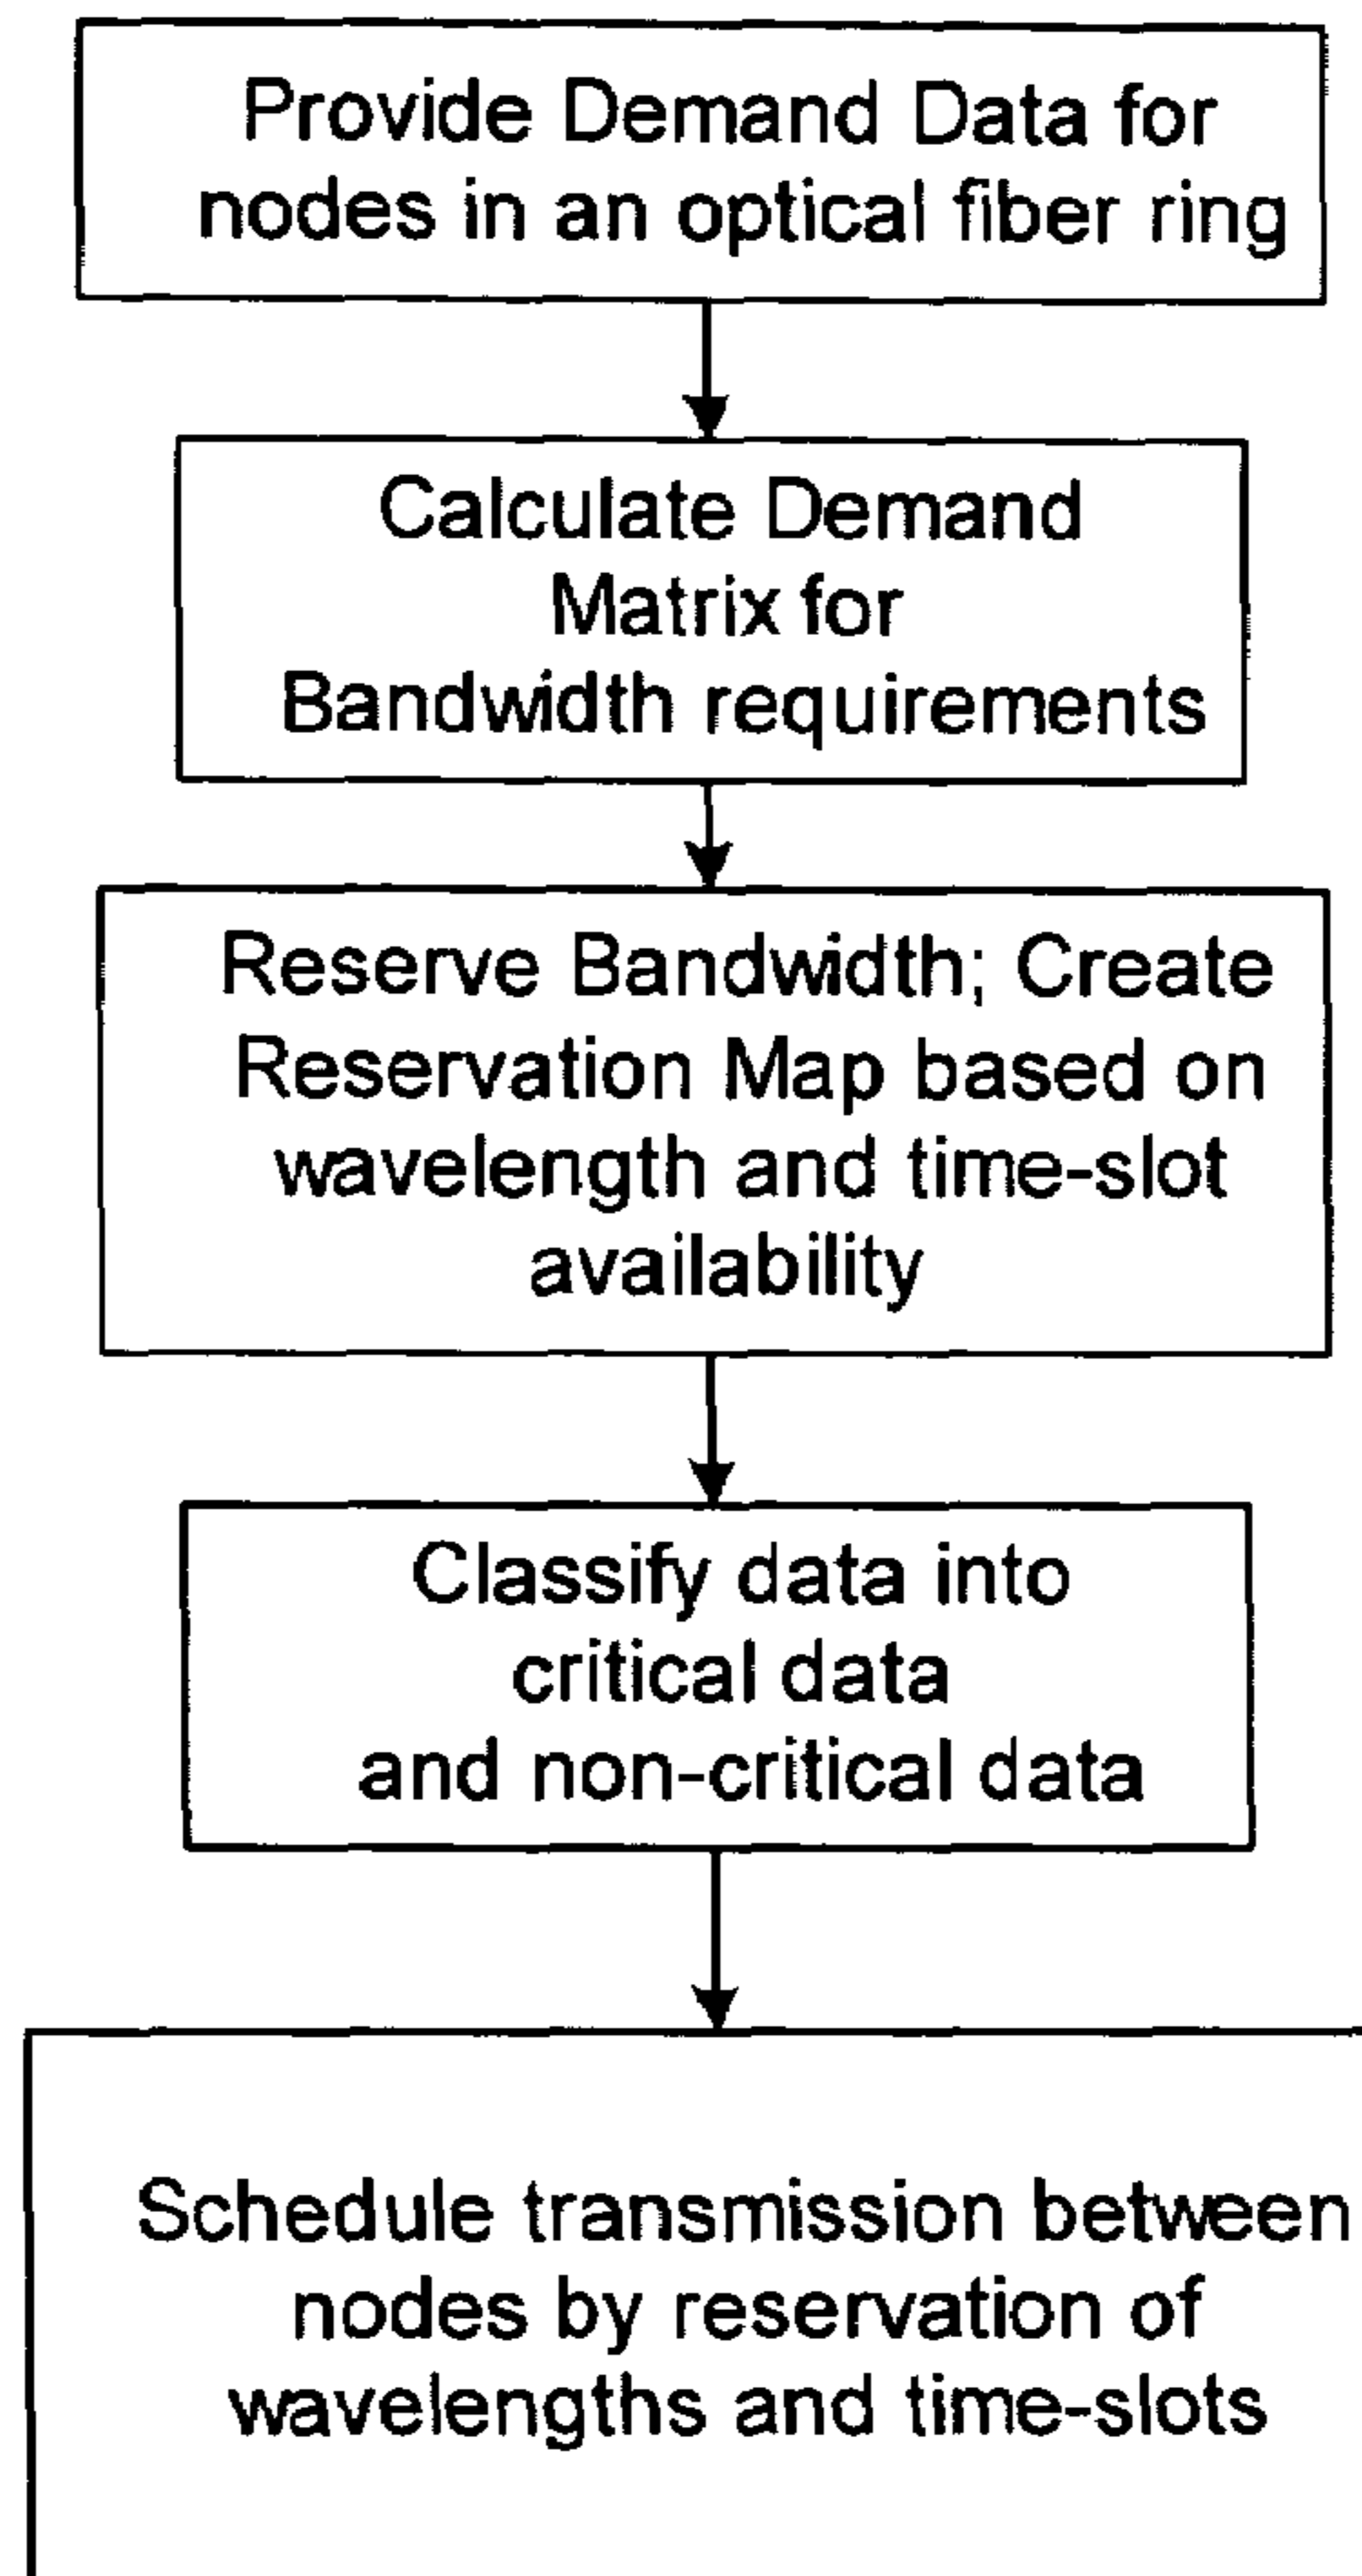 Provide Demand Data for
nodes in an optical fiber ring
Calculate Demand
Matrix for
Bandwidth requirements
Reserve Bandwidth; Create
Reservation Map based on
wavelength and time-slot
availability
Classify data into
critical data
and non-critical data
Schedule transmission between
nodes by reservation of
wavelengths and time-slots